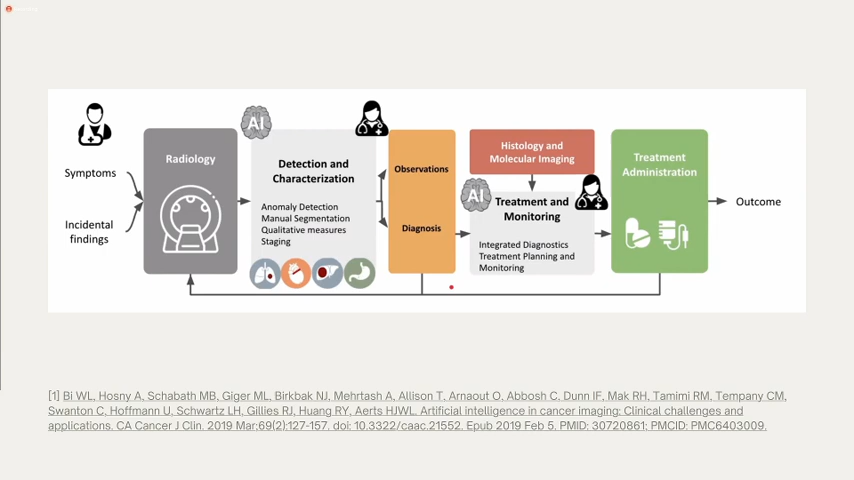 Symptoms
Incidental
findings
Radiology
AI
Detection and
Characterization
Anomaly Detection
Manual Segmentation
Qualitative measures
Staging
Observations
Diagnosis
Histology and
Molecular Imaging
AI
Treatment and
Monitoring
Integrated Diagnostics
Treatment Planning and
Monitoring
Treatment
Administration
Outcome
[1] Bi WL, Hosny A, Schabath MB, Giger ML, Birkbak NJ, Mehrtash A, Allison T, Arnaout O, Abbosh C, Dunn IF, Mak RH, Tamimi RM, Tempany CM,
Swanton C, Hoffmann U, Schwartz LH, Gillies RJ, Huang RY, Aerts HJWL. Artificial intelligence in cancer imaging: Clinical challenges and
applications. CA Cancer J Clin. 2019 Mar;69(2):127-157. doi: 10.3322/caac.21552. Epub 2019 Feb 5. PMID: 30720861; PMCID: PMC6403009.